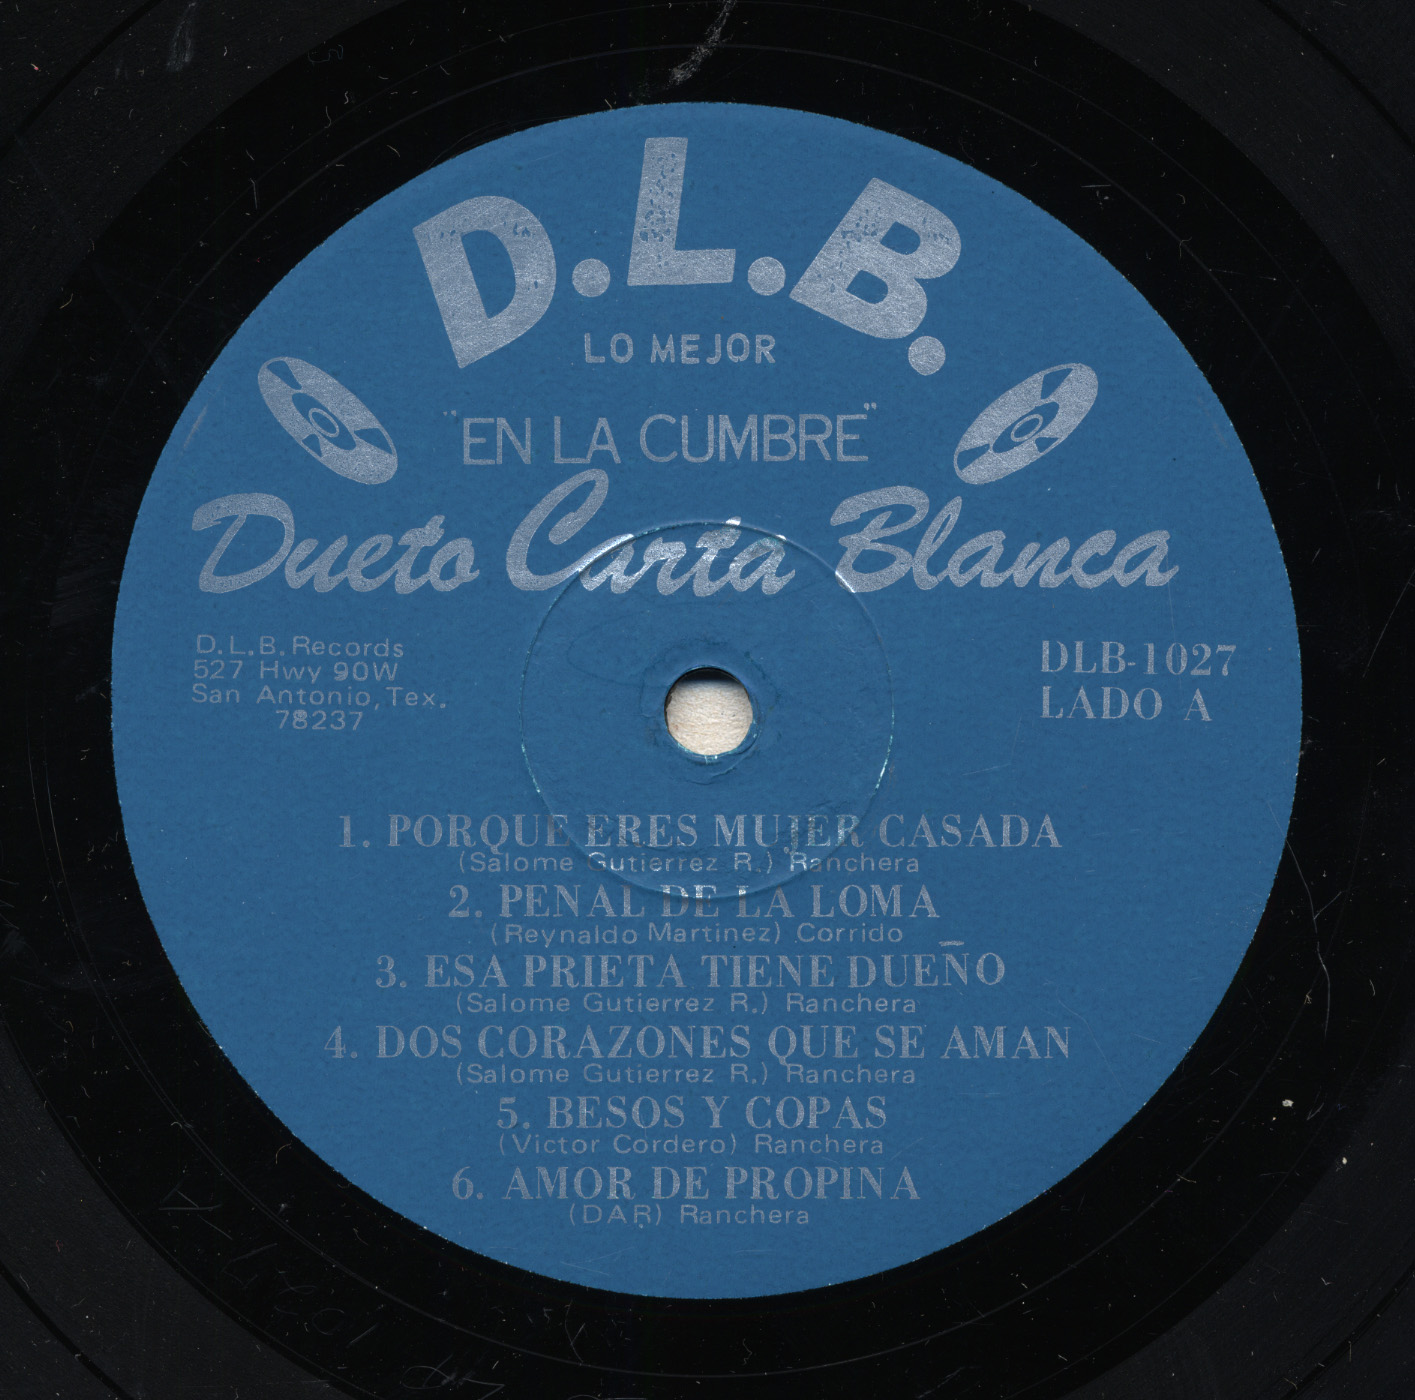 D.L.B.
LO MEJOR
"EN LA CUMBRE"
Dueto Carta Blanca
D.L.B. Records
527 Hwy 90W
San Antonio, Tex.
78237
DLB-1027
LADO A
1. PORQUE ERES MUJER CASADA
(Salome Gutierrez R.) Ranchera
2. PENAL DE LA LOMA
(Reynaldo Martinez) Corrido
3. ESA PRIETA TIENE DUEÑO
(Salome Gutierrez R.) Ranchera
4. DOS CORAZONES QUE SE AMAN
(Salome Gutierrez R.) Ranchera
5. BESOS Y COPAS
(Victor Cordero) Ranchera
6. AMOR DE PROPINA
(DAR) Ranchera